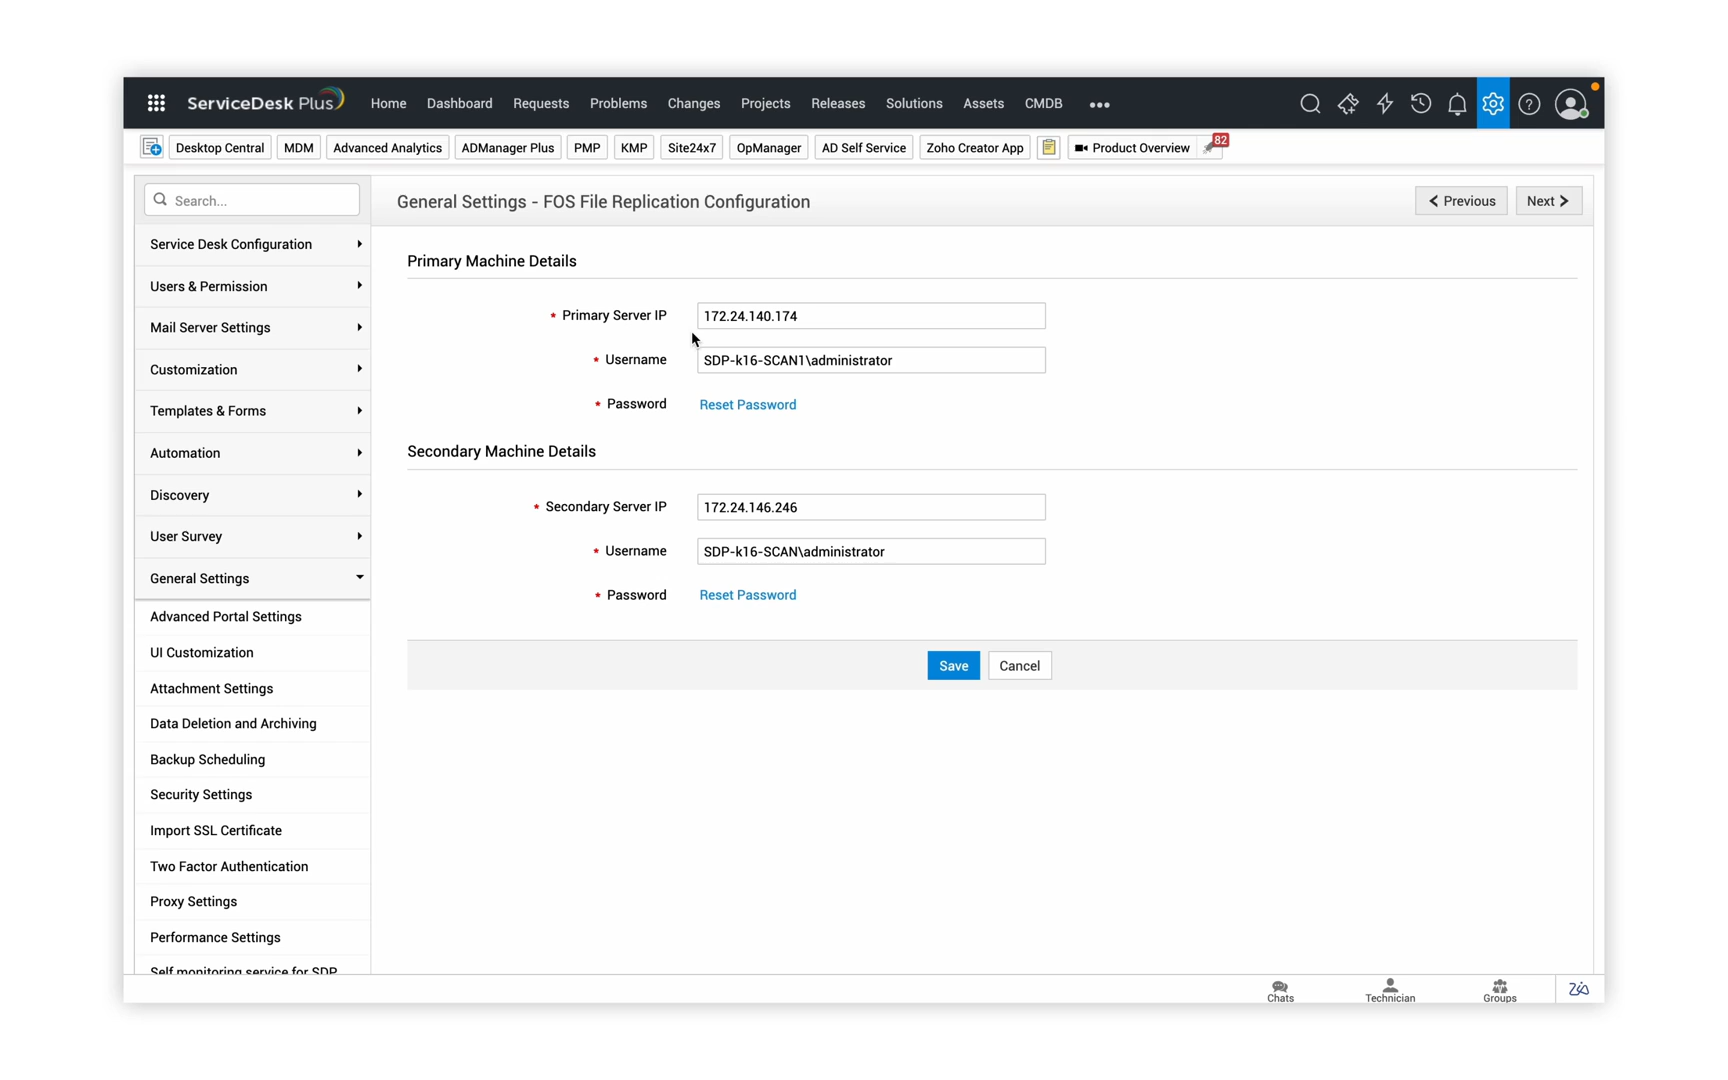 ServiceDesk Plus Home Dashboard Requests Problems Changes Projects Releases Solutions Assets CMDB
Desktop Central MDM Advanced Analytics ADManager Plus PMP KMP Site24x7 OpManager AD Self Service Zoho Creator App Product Overview 82
Search...
General Settings - FOS File Replication Configuration
Previous Next
Service Desk Configuration
Users & Permission
Mail Server Settings
Customization
Templates & Forms
Automation
Discovery
User Survey
General Settings
Advanced Portal Settings
UI Customization
Attachment Settings
Data Deletion and Archiving
Backup Scheduling
Security Settings
Import SSL Certificate
Two Factor Authentication
Proxy Settings
Performance Settings
Self monitoring service for SDP
Primary Machine Details
* Primary Server IP 172.24.140.174
* Username SDP-k16-SCAN1\administrator
* Password Reset Password
Secondary Machine Details
* Secondary Server IP 172.24.146.246
* Username SDP-k16-SCAN\administrator
* Password Reset Password
Save Cancel
Chats Technician Groups